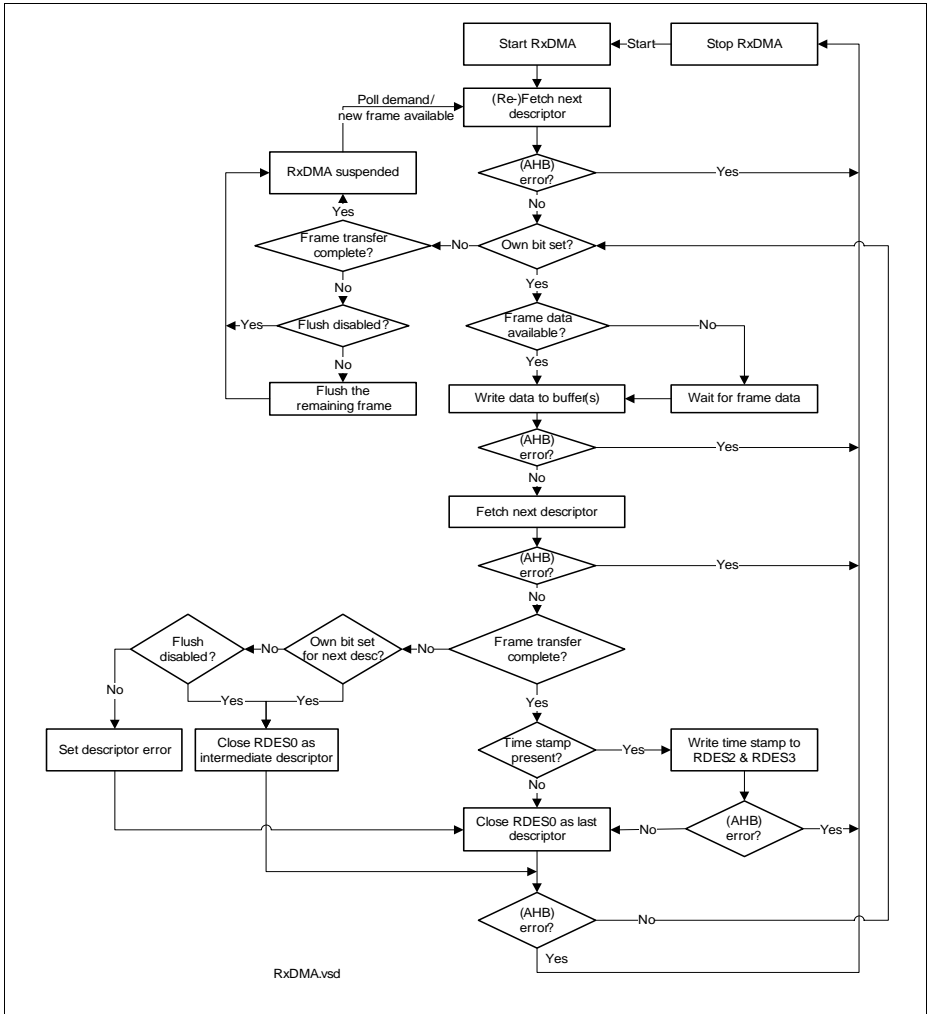 Start RxDMA
Start
Stop RxDMA
Poll demand/
new frame available
(Re-)Fetch next
descriptor
RxDMA suspended
(AHB)
error?
Yes
No
Yes
Frame transfer
complete?
No
Own bit set?
No
Yes
Yes
Flush disabled?
Frame data
available?
No
No
Yes
Flush the
remaining frame
Write data to buffer(s)
Wait for frame data
(AHB)
error?
Yes
No
Fetch next descriptor
(AHB)
error?
Yes
No
Flush
disabled?
No
Own bit set
for next desc?
No
Frame transfer
complete?
No
Yes
Yes
Yes
Set descriptor error
Close RDES0 as
intermediate descriptor
Time stamp
present?
Yes
Write time stamp to
RDES2 & RDES3
No
Close RDES0 as last
descriptor
No
(AHB)
error?
Yes
(AHB)
error?
No
Yes
RxDMA.vsd